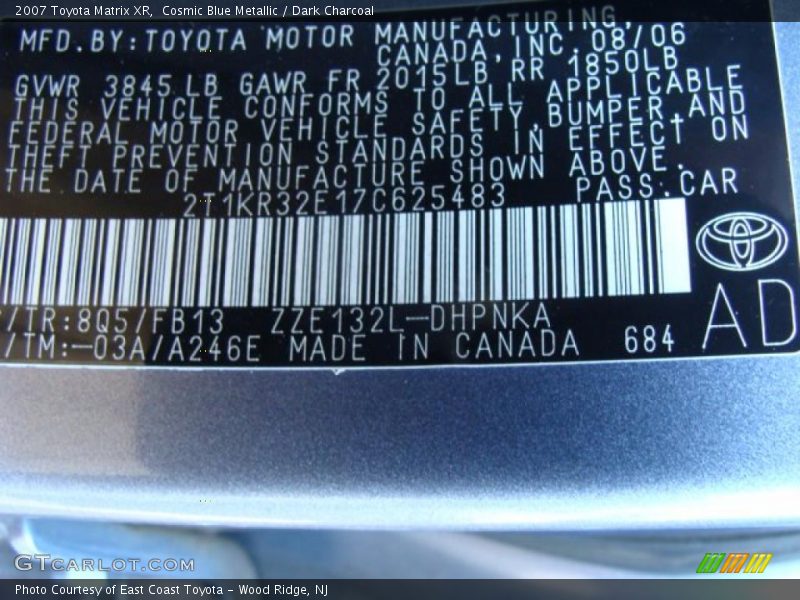 2007 Toyota Matrix XR,  Cosmic Blue Metallic / Dark Charcoal
MFD.BY:TOYOTA MOTOR MANUFACTURING,
CANADA,INC. 08/06
GVWR 3845 LB GAWR FR 2015LB RR 1850LB
THIS VEHICLE CONFORMS TO ALL APPLICABLE
FEDERAL MOTOR VEHICLE SAFETY,BUMPER,AND
THEFT PREVENTION STANDARDS IN EFFECT ON
THE DATE OF MANUFACTURE SHOWN ABOVE.
2T1KR32E17C625483 PASS.CAR
/TR:8Q5/FB13 ZZE132L-DHPNKA
/TM:-03A/A246E MADE IN CANADA 684 AD
GTCARLOT.COM
Photo Courtesy of East Coast Toyota - Wood Ridge, NJ